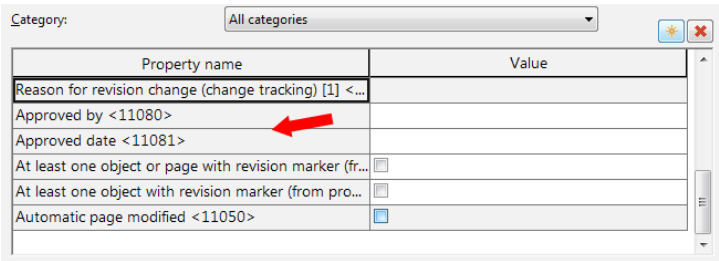 Category: All categories
Property name Value
Reason for revision change (change tracking) [1] <...
Approved by <11080>
Approved date <11081>
At least one object or page with revision marker (fr...
At least one object with revision marker (from pro...
Automatic page modified <11050>